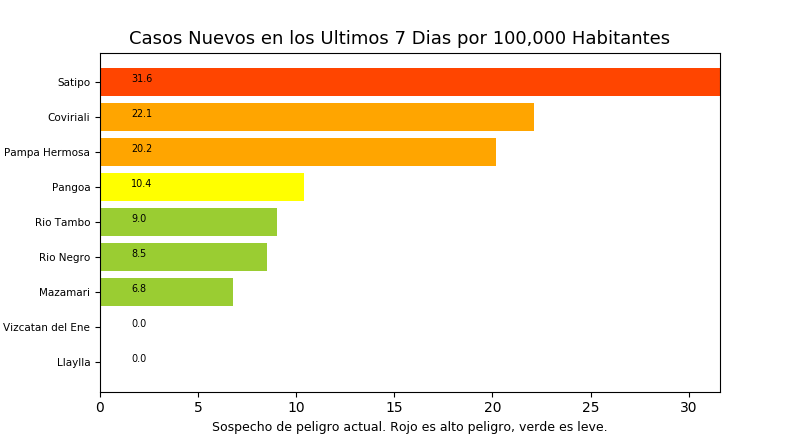 Casos Nuevos en los Ultimos 7 Dias por 100,000 Habitantes
Satipo 31.6
Coviriali 22.1
Pampa Hermosa 20.2
Pangoa 10.4
Rio Tambo 9.0
Rio Negro 8.5
Mazamari 6.8
Vizcatan del Ene 0.0
Llaylla 0.0
0 5 10 15 20 25 30
Sospecho de peligro actual. Rojo es alto peligro, verde es leve.